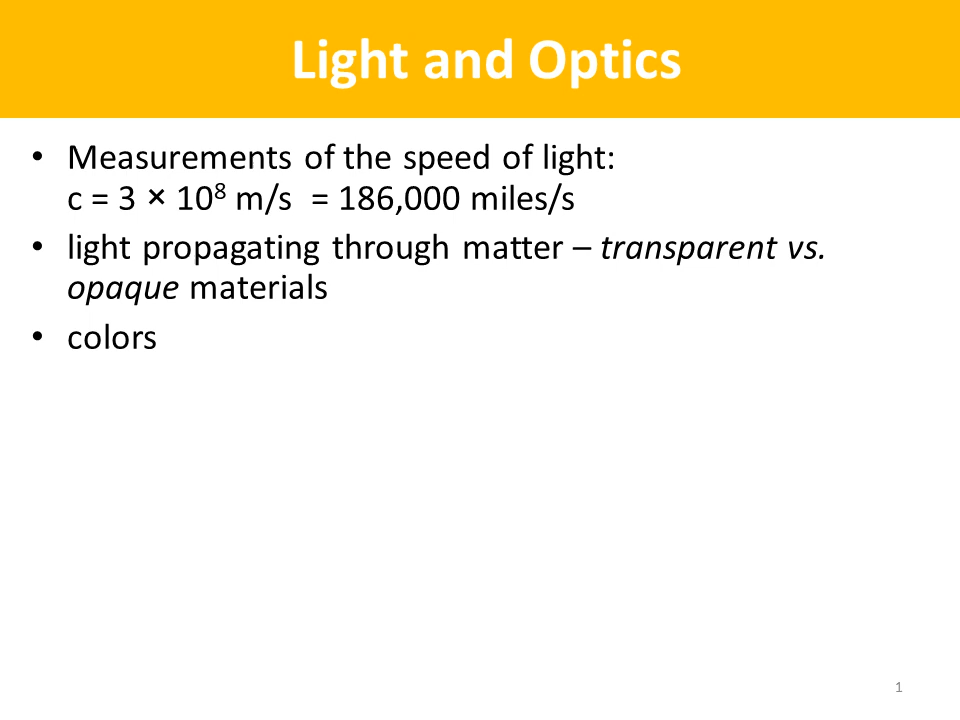 Light and Optics
• Measurements of the speed of light:
c = 3 × 10⁸ m/s  = 186,000 miles/s
• light propagating through matter – transparent vs.
opaque materials
• colors
1